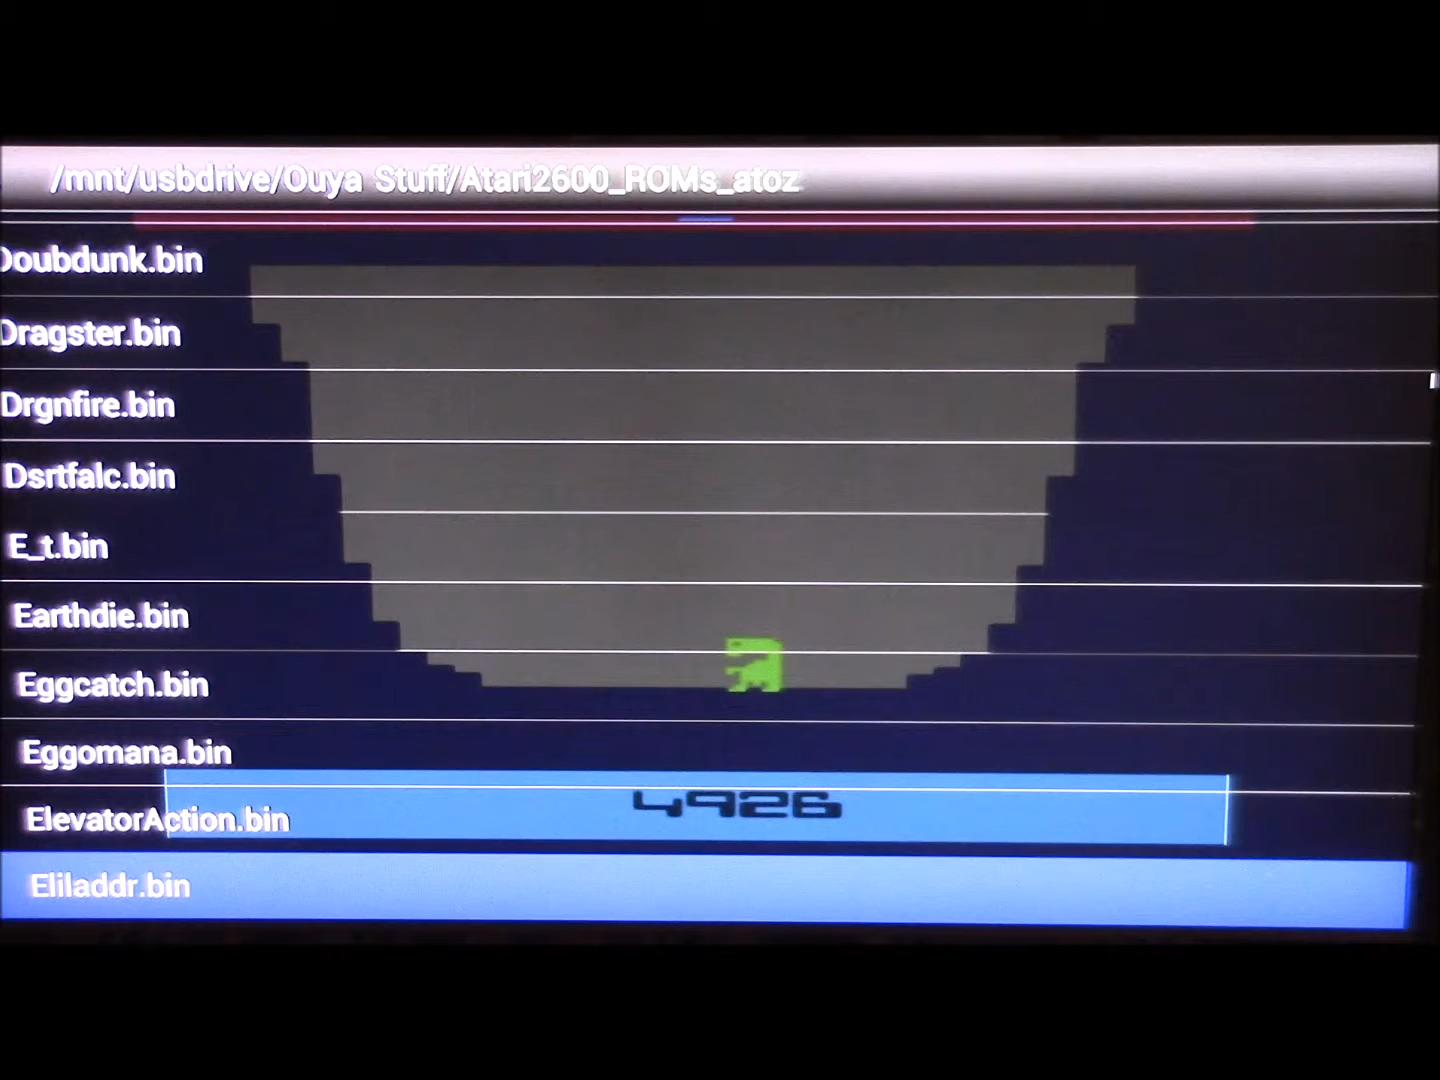 /mnt/usbdrive/Ouya Stuff/Atari2600_ROMs_atoz
Doubdunk.bin
Dragster.bin
Drgnfire.bin
Dsrtfalc.bin
E_t.bin
Earthdie.bin
Eggcatch.bin
Eggomana.bin
4926
ElevatorAction.bin
Eliladdr.bin